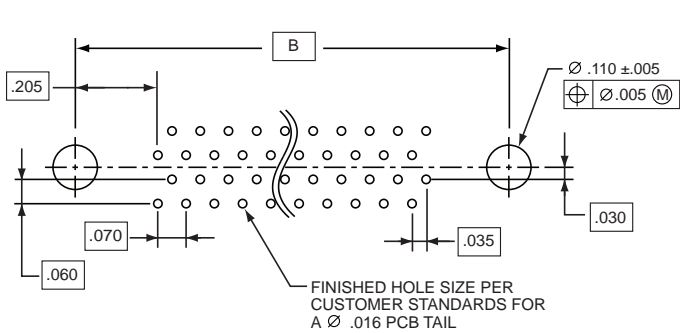 B
.205
Ø .110 ±.005
⌖ Ø.005 Ⓜ
.030
.070
.035
.060
FINISHED HOLE SIZE PER
CUSTOMER STANDARDS FOR
A Ø .016 PCB TAIL